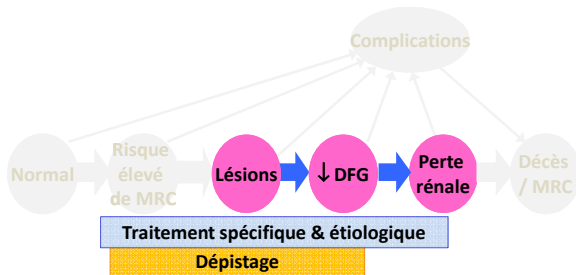 Complications
Normal
Risque
élevé
de MRC
Lésions
↓ DFG
Perte
rénale
Décès
/ MRC
Traitement spécifique & étiologique
Dépistage